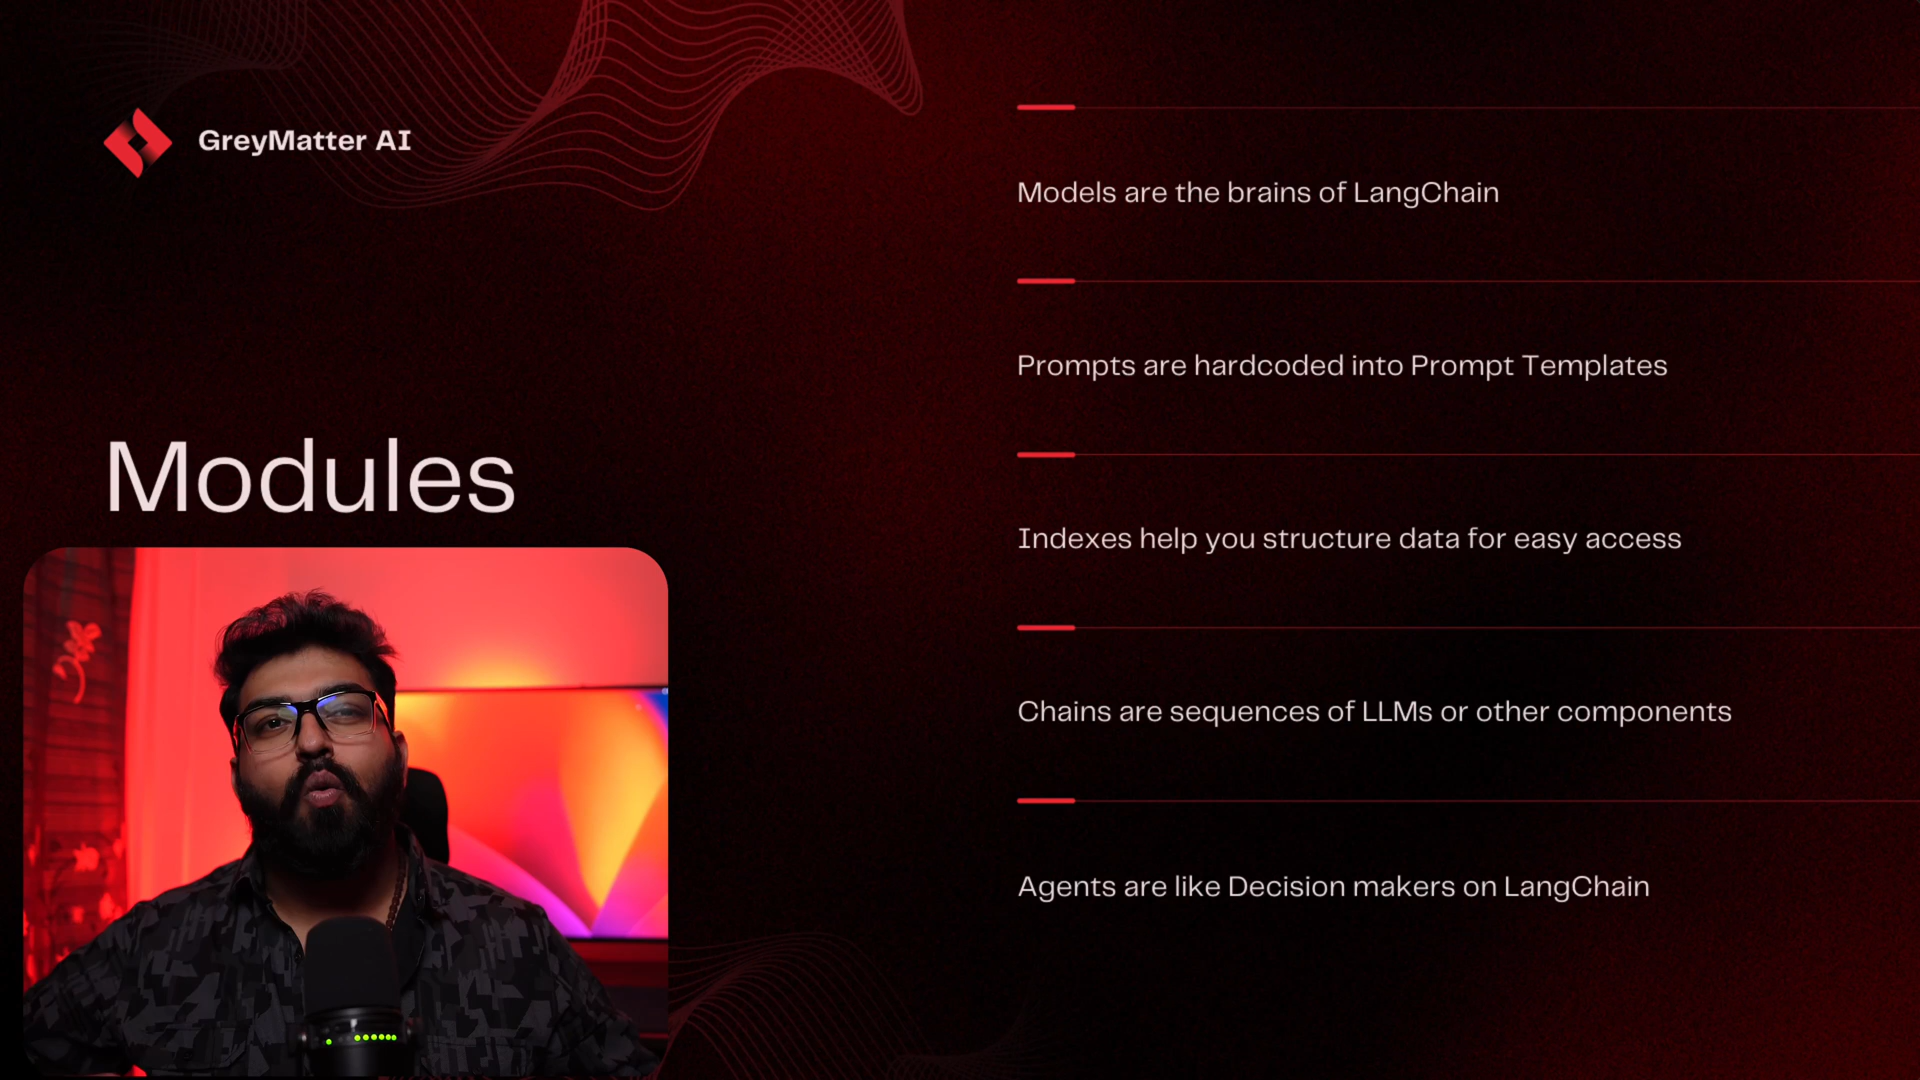 GreyMatter AI
Modules
Models are the brains of LangChain
Prompts are hardcoded into Prompt Templates
Indexes help you structure data for easy access
Chains are sequences of LLMs or other components
Agents are like Decision makers on LangChain